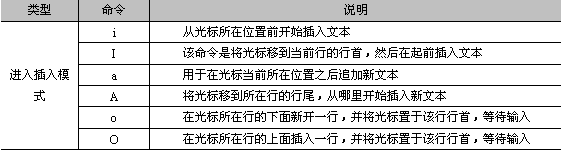 类型 命令 说明
进入插入模式
i 从光标所在位置前开始插入文本
I 该命令是将光标移到当前行的行首，然后在起前插入文本
a 用于在光标当前所在位置之后追加新文本
A 将光标移到所在行的行尾，从哪里开始插入新文本
o 在光标所在行的下面新开一行，并将光标置于该行行首，等待输入
O 在光标所在行的上面插入一行，并将光标置于该行行首，等待输入